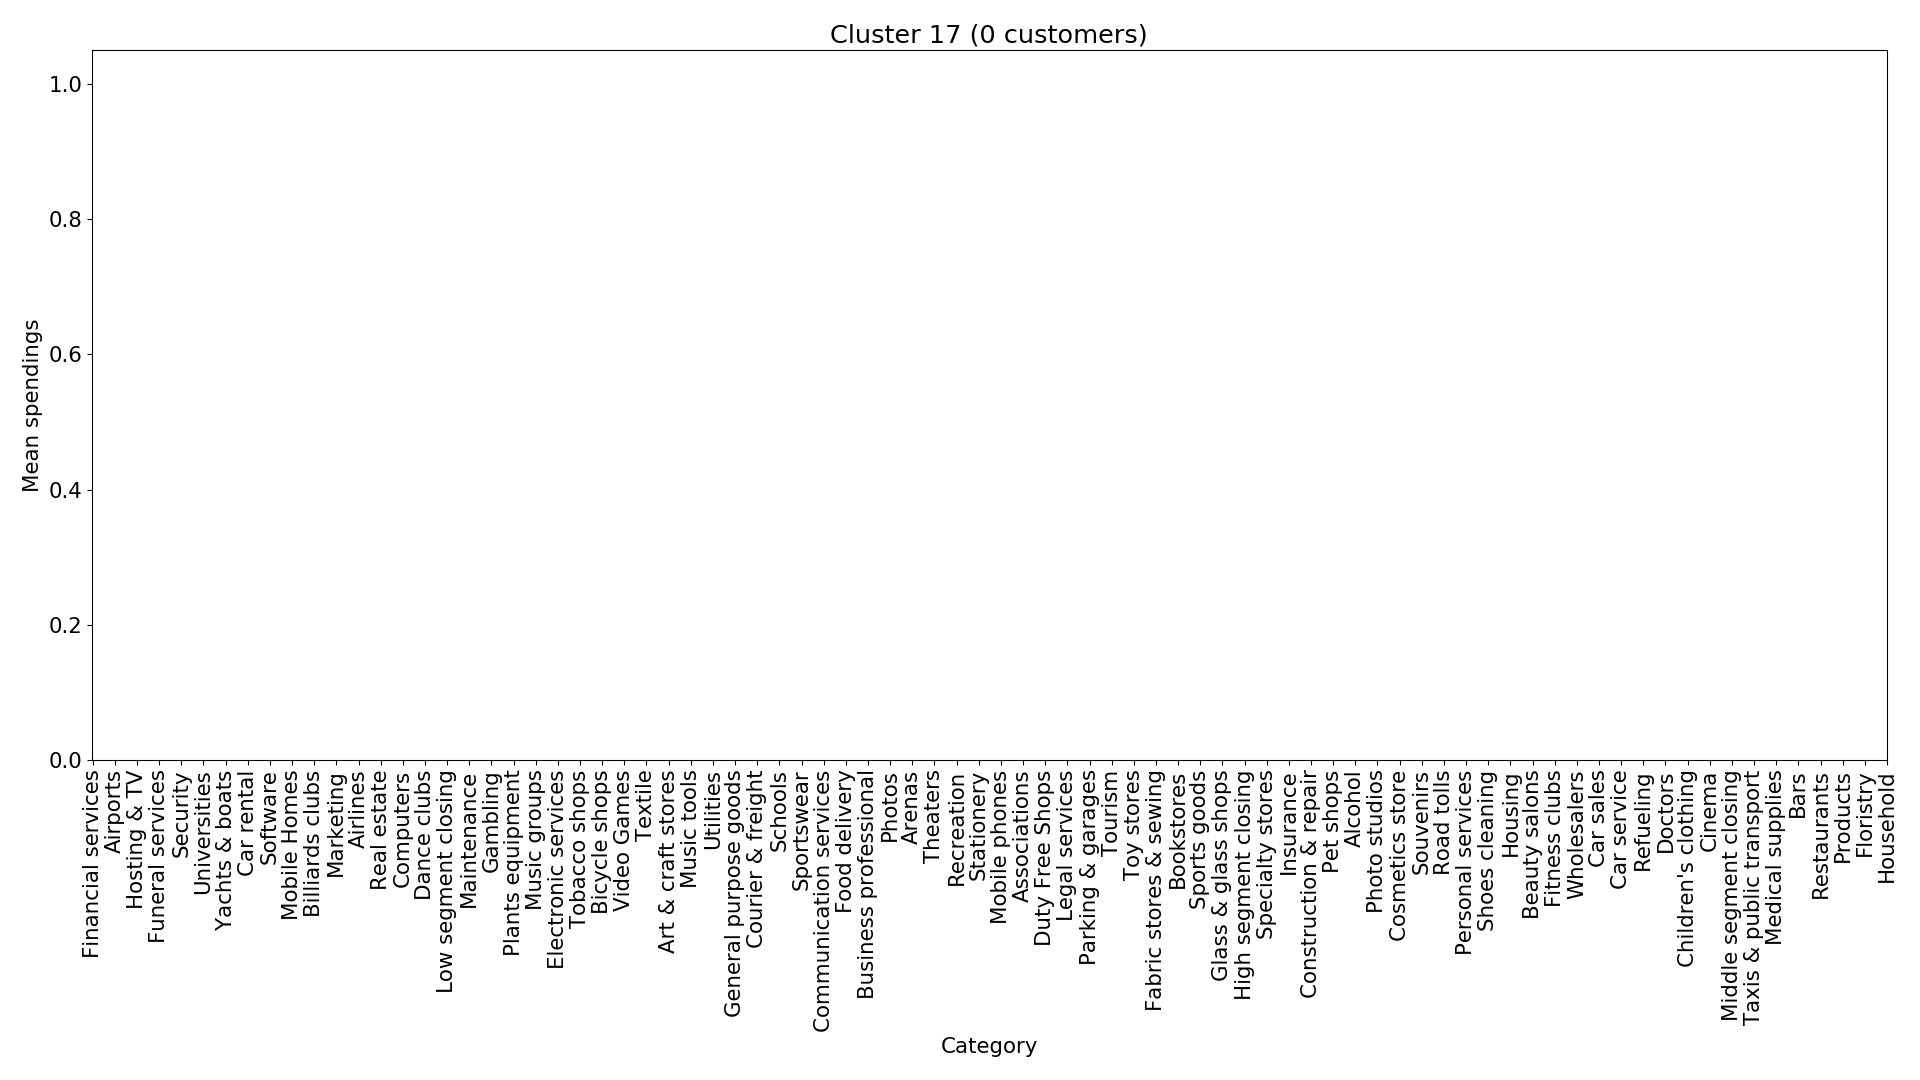 Cluster 17 (0 customers)
1.0
0.8
0.6
0.4
0.2
0.0
Mean spendings
Financial services
Airports
Hosting & TV
Funeral services
Security
Universities
Yachts & boats
Car rental
Software
Mobile Homes
Billiards clubs
Marketing
Airlines
Real estate
Computers
Dance clubs
Low segment closing
Maintenance
Gambling
Plants equipment
Music groups
Electronic services
Tobacco shops
Bicycle shops
Video Games
Textile
Art & craft stores
Music tools
Utilities
General purpose goods
Courier & freight
Schools
Sportswear
Communication services
Food delivery
Business professional
Photos
Arenas
Theaters
Recreation
Stationery
Mobile phones
Associations
Duty Free Shops
Legal services
Parking & garages
Tourism
Toy stores
Fabric stores & sewing
Bookstores
Sports goods
Glass & glass shops
High segment closing
Specialty stores
Insurance
Construction & repair
Pet shops
Alcohol
Photo studios
Cosmetics store
Souvenirs
Road tolls
Personal services
Shoes cleaning
Housing
Beauty salons
Fitness clubs
Wholesalers
Car sales
Car service
Refueling
Doctors
Children's clothing
Cinema
Middle segment closing
Taxis & public transport
Medical supplies
Bars
Restaurants
Products
Floristry
Household
Category